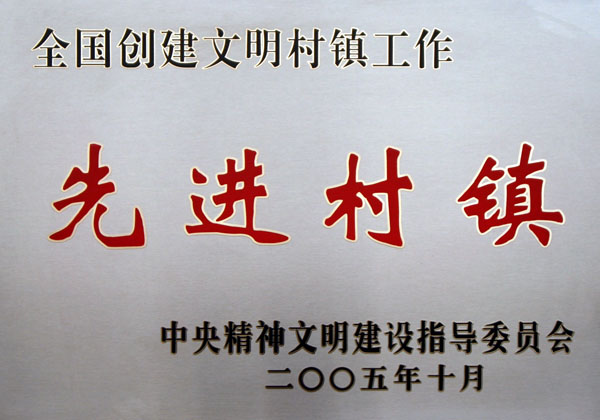 全国创建文明村镇工作
先进村镇
中央精神文明建设指导委员会
二〇〇五年十月